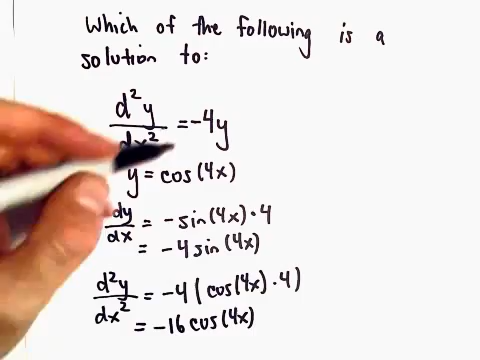 Which of the following is a
solution to:
d²y/dx² = -4y
y = cos(4x)
dy/dx = -sin(4x)·4
= -4 sin(4x)
d²y/dx² = -4(cos(4x)·4)
= -16 cos(4x)